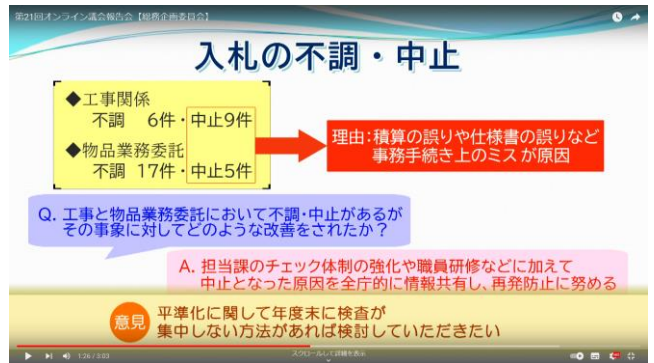 第21回オンライン議会報告会【総務企画委員会】
入札の不調・中止
◆工事関係
不調 6件・中止9件
◆物品業務委託
不調 17件・中止5件
理由:積算の誤りや仕様書の誤りなど
事務手続き上のミスが原因
Q. 工事と物品業務委託において不調・中止があるが
その事象に対してどのような改善をされたか？
A. 担当課のチェック体制の強化や職員研修などに加えて
中止となった原因を全庁的に情報共有し、再発防止に努める
意見
平準化に関して年度末に検査が
集中しない方法があれば検討していただきたい
1:26 / 3:03
スクロールして詳細を表示